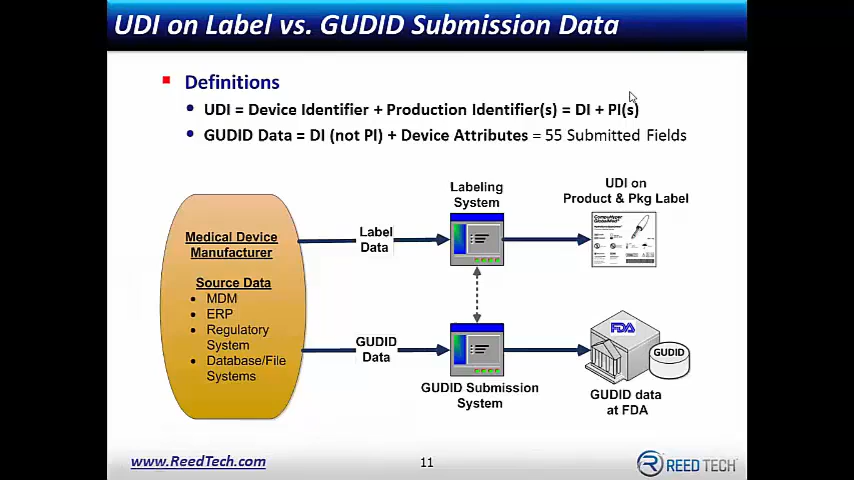 UDI on Label vs. GUDID Submission Data
Definitions
UDI = Device Identifier + Production Identifier(s) = DI + PI(s)
GUDID Data = DI (not PI) + Device Attributes = 55 Submitted Fields
Medical Device
Manufacturer
Source Data
MDM
ERP
Regulatory
System
Database/File
Systems
Label
Data
GUDID
Data
Labeling
System
GUDID Submission
System
UDI on
Product & Pkg Label
FDA
GUDID
GUDID data
at FDA
www.ReedTech.com
11
REEDTECH